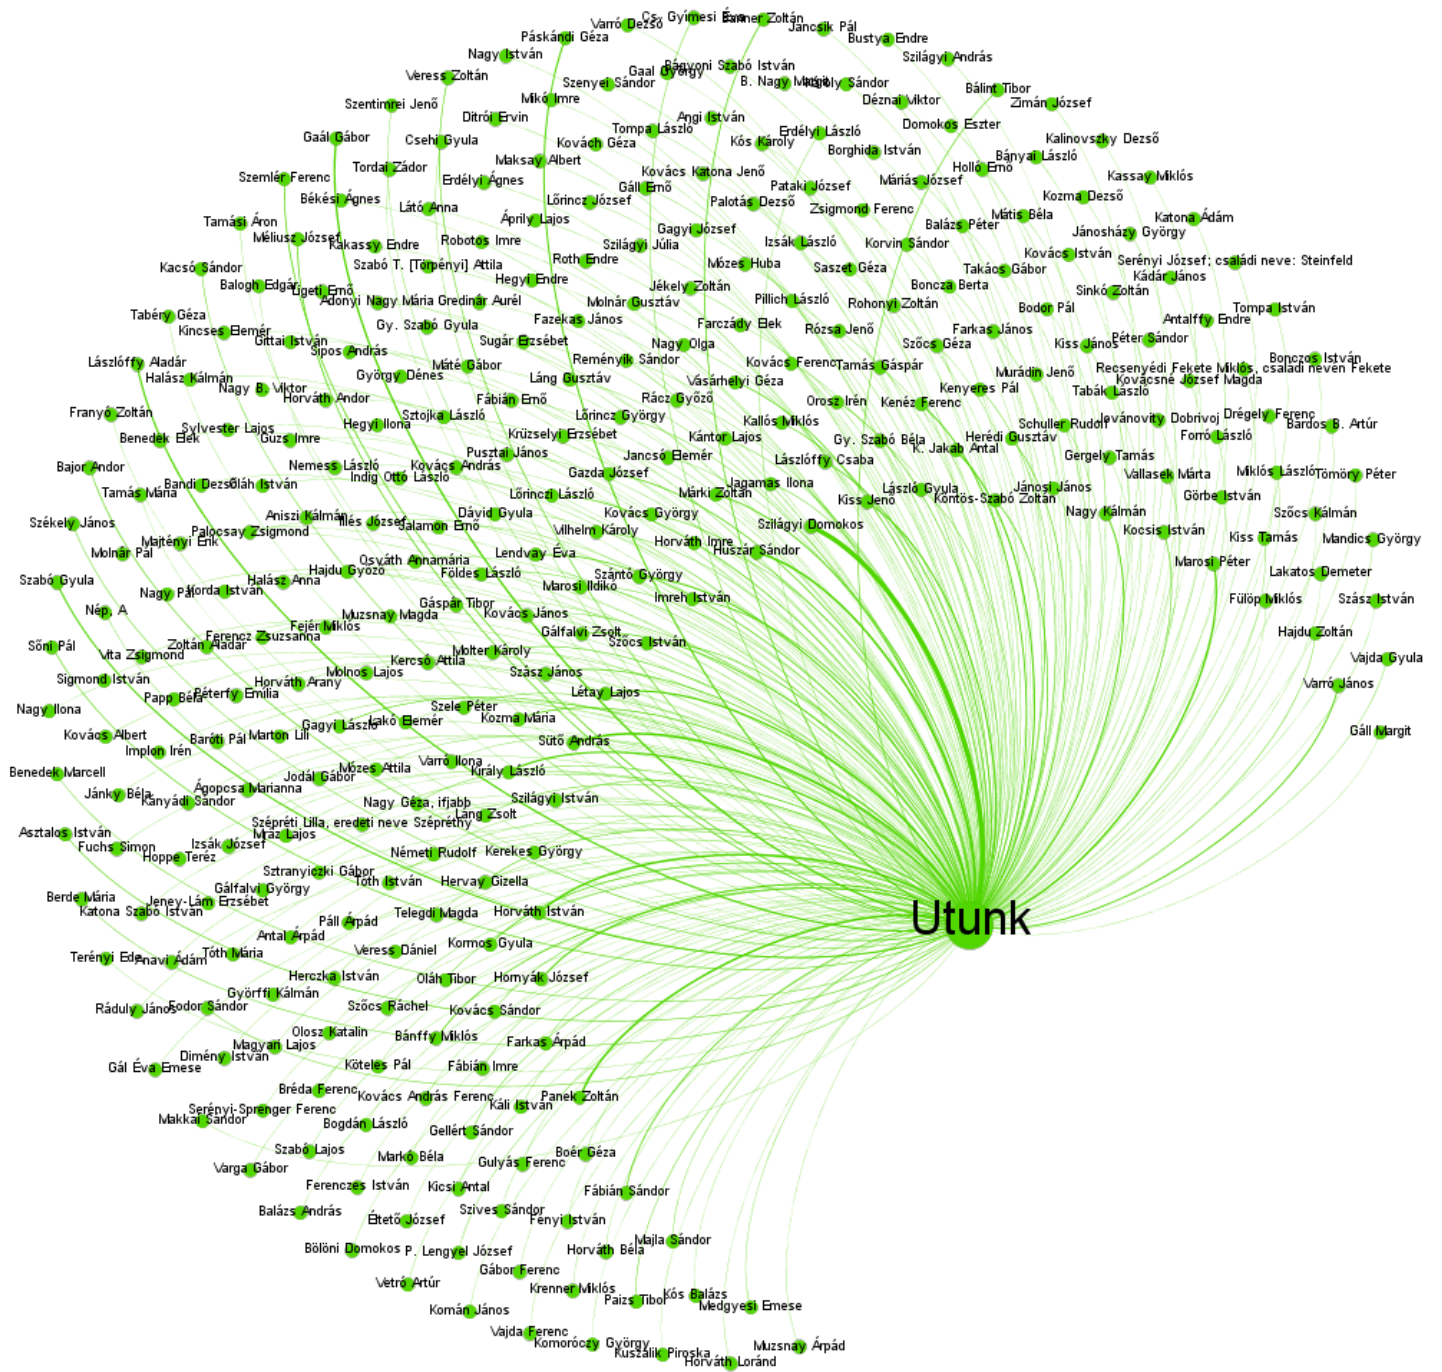 Cs. Gyímesi Éva
Banner Zoltán
Varró Dezső
Jancsik Pál
Páskándi Géza
Bustya Endre
Nagy István
Szilágyi András
Bágyoni Szabó István
Gaal György
Veress Zoltán
Szenyei Sándor
B. Nagy Margit
Károly Sándor
Bálint Tibor
Mikó Imre
Déznai Viktor
Szentimrei Jenő
Zimán József
Ditrói Ervin
Angi István
Domokos Eszter
Tompa László
Erdélyi László
Gaál Gábor
Csehi Gyula
Kovách Géza
Kós Károly
Kalinovszky Dezső
Borghida István
Bányai László
Maksay Albert
Tordai Zádor
Holló Ernő
Kovács Katona Jenő
Szemlér Ferenc
Erdélyi Ágnes
Gáll Ernő
Pataki József
Máriás József
Kassay Miklós
Békési Ágnes
Lőrincz József
Palotás Dezső
Kozma Dezső
Látó Anna
Zsigmond Ferenc
Tamási Áron
Áprily Lajos
Mátis Béla
Katona Ádám
Balázs Péter
Gagyi József
Jánosházy György
Méliusz József
Kakassy Endre
Robotos Imre
Szilágyi Júlia
Izsák László
Korvin Sándor
Kovács István
Roth Endre
Mózes Huba
Serényi József; családi neve: Steinfeld
Kacsó Sándor
Szabó T. [Törpényi] Attila
Saszet Géza
Takács Gábor
Kádár János
Hegyi Endre
Balogh Edgár
Ligeti Ernő
Jékely Zoltán
Boncza Berta
Sinkó Zoltán
Adonyi Nagy Mária
Gredinár Aurél
Molnár Gusztáv
Pillich László
Rohonyi Zoltán
Bodor Pál
Tompa István
Tabéry Géza
Fazekas János
Farczády Elek
Antalffy Endre
Kincses Elemér
Gy. Szabó Gyula
Rózsa Jenő
Farkas János
Gittai István
Sugár Erzsébet
Nagy Olga
Szőcs Géza
Kiss János
Péter Sándor
Sipos András
Reményik Sándor
Kovács Ferenc
Tamás Gáspár
Bonczos István
Lászlóffy Aladár
Máté Gábor
Murádin Jenő
Recsenyédi Fekete Miklós, családi nevén Fekete
Halász Kálmán
György Dénes
Láng Gusztáv
Vásárhelyi Géza
Kovácsné József Magda
Nagy B. Viktor
Kenyeres Pál
Tabák László
Horváth Andor
Fábián Ernő
Rácz Győző
Orosz Irén
Kenéz Ferenc
Franyó Zoltán
Sztojka László
Lőrincz György
Kallós Miklós
Jovánovity Dobrivoj
Drégely Ferenc
Sylvester Lajos
Hegyi Ilona
Schuller Rudolf
Bardos B. Artúr
Benedek Elek
Guzs Imre
Krüzselyi Erzsébet
Kántor Lajos
Gy. Szabó Béla
Herédi Gusztáv
Forró László
Pusztai János
K. Jakab Antal
Bajor Andor
Nemess László
Kovács András
Jancsó Elemér
Lászlóffy Csaba
Gergely Tamás
Indig Ottó László
Gazda József
Vallasek Márta
Miklós László
Tömöry Péter
Bandi Dezső
Oláh István
Jagamas Ilona
Tamás Mária
Lőrinczi László
Márki Zoltán
László Gyula
Jánosi János
Görbe István
Kiss Jenő
Köntös-Szabó Zoltán
Aniszi Kálmán
Dávid Gyula
Kovács György
Nagy Kálmán
Szőcs Kálmán
Székely János
Illés József
Salamon Ernő
Szilágyi Domokos
Palocsay Zsigmond
Vilhelm Károly
Kocsis István
Majtényi Erik
Horváth Imre
Kiss Tamás
Mandics György
Molnár Pál
Lendvay Éva
Huszár Sándor
Osváth Annamária
Marosi Péter
Hajdu Győző
Földes László
Szántó György
Lakatos Demeter
Szabó Gyula
Halász Anna
Marosi Ildikó
Nagy Pál
Korda István
Imreh István
Fülöp Miklós
Szász István
Nép. A
Gáspár Tibor
Muzsnay Magda
Kovács János
Fejér Miklós
Gálfalvi Zsolt
Hajdu Zoltán
Ferencz Zsuzsanna
Szőcs István
Sőni Pál
Zoltán Aladár
Vita Zsigmond
Molter Károly
Kercsó Attila
Vajda Gyula
Sigmond István
Molnos Lajos
Szász János
Horváth Arany
Varró János
Papp Béla
Péterfy Emília
Létay Lajos
Nagy Ilona
Szele Péter
Gagyi László
Lakó Elemér
Kozma Mária
Gáll Margit
Kovács Albert
Baróti Pál
Marton Lili
Sütő András
Implon Irén
Varró Ilona
Mózes Attila
Király László
Benedek Marcell
Jodál Gábor
Ágopcsa Marianna
Jánky Béla
Kányádi Sándor
Nagy Géza, ifjabb
Szilágyi István
Láng Zsolt
Szépréti Lilla, eredeti neve Szépréthy
Asztalos István
Mráz Lajos
Fuchs Simon
Izsák József
Hoppe Teréz
Németi Rudolf
Kerekes György
Sztranyiczki Gábor
Tóth István
Hervay Gizella
Gálfalvi György
Berde Mária
Jeney-Lám Erzsébet
Katona Szabó István
Telegdi Magda
Horváth István
Páll Árpád
Utunk
Antal Árpád
Kormos Gyula
Veress Dániel
Tóth Mária
Terényi Ede
Anavi Ádám
Herczka István
Oláh Tibor
Hornyák József
Györffi Kálmán
Ráduly János
Fodor Sándor
Szőcs Ráchel
Kovács Sándor
Olosz Katalin
Bánffy Miklós
Farkas Árpád
Magyari Lajos
Dimény István
Gál Éva Emese
Köteles Pál
Fábián Imre
Bréda Ferenc
Kovács András Ferenc
Panek Zoltán
Káli István
Serényi-Sprenger Ferenc
Makkai Sándor
Bogdán László
Gellért Sándor
Szabó Lajos
Markó Béla
Boér Géza
Gulyás Ferenc
Varga Gábor
Ferenczes István
Kicsi Antal
Fábián Sándor
Balázs András
Szives Sándor
Éltető József
Fenyi István
Majla Sándor
Bölöni Domokos
P. Lengyel József
Horváth Béla
Gábor Ferenc
Vetró Artúr
Krenner Miklós
Kós Balázs
Paizs Tibor
Medgyesi Emese
Komán János
Vajda Ferenc
Komoróczy György
Muzsnay Árpád
Kuszálik Piroska
Horváth Loránd